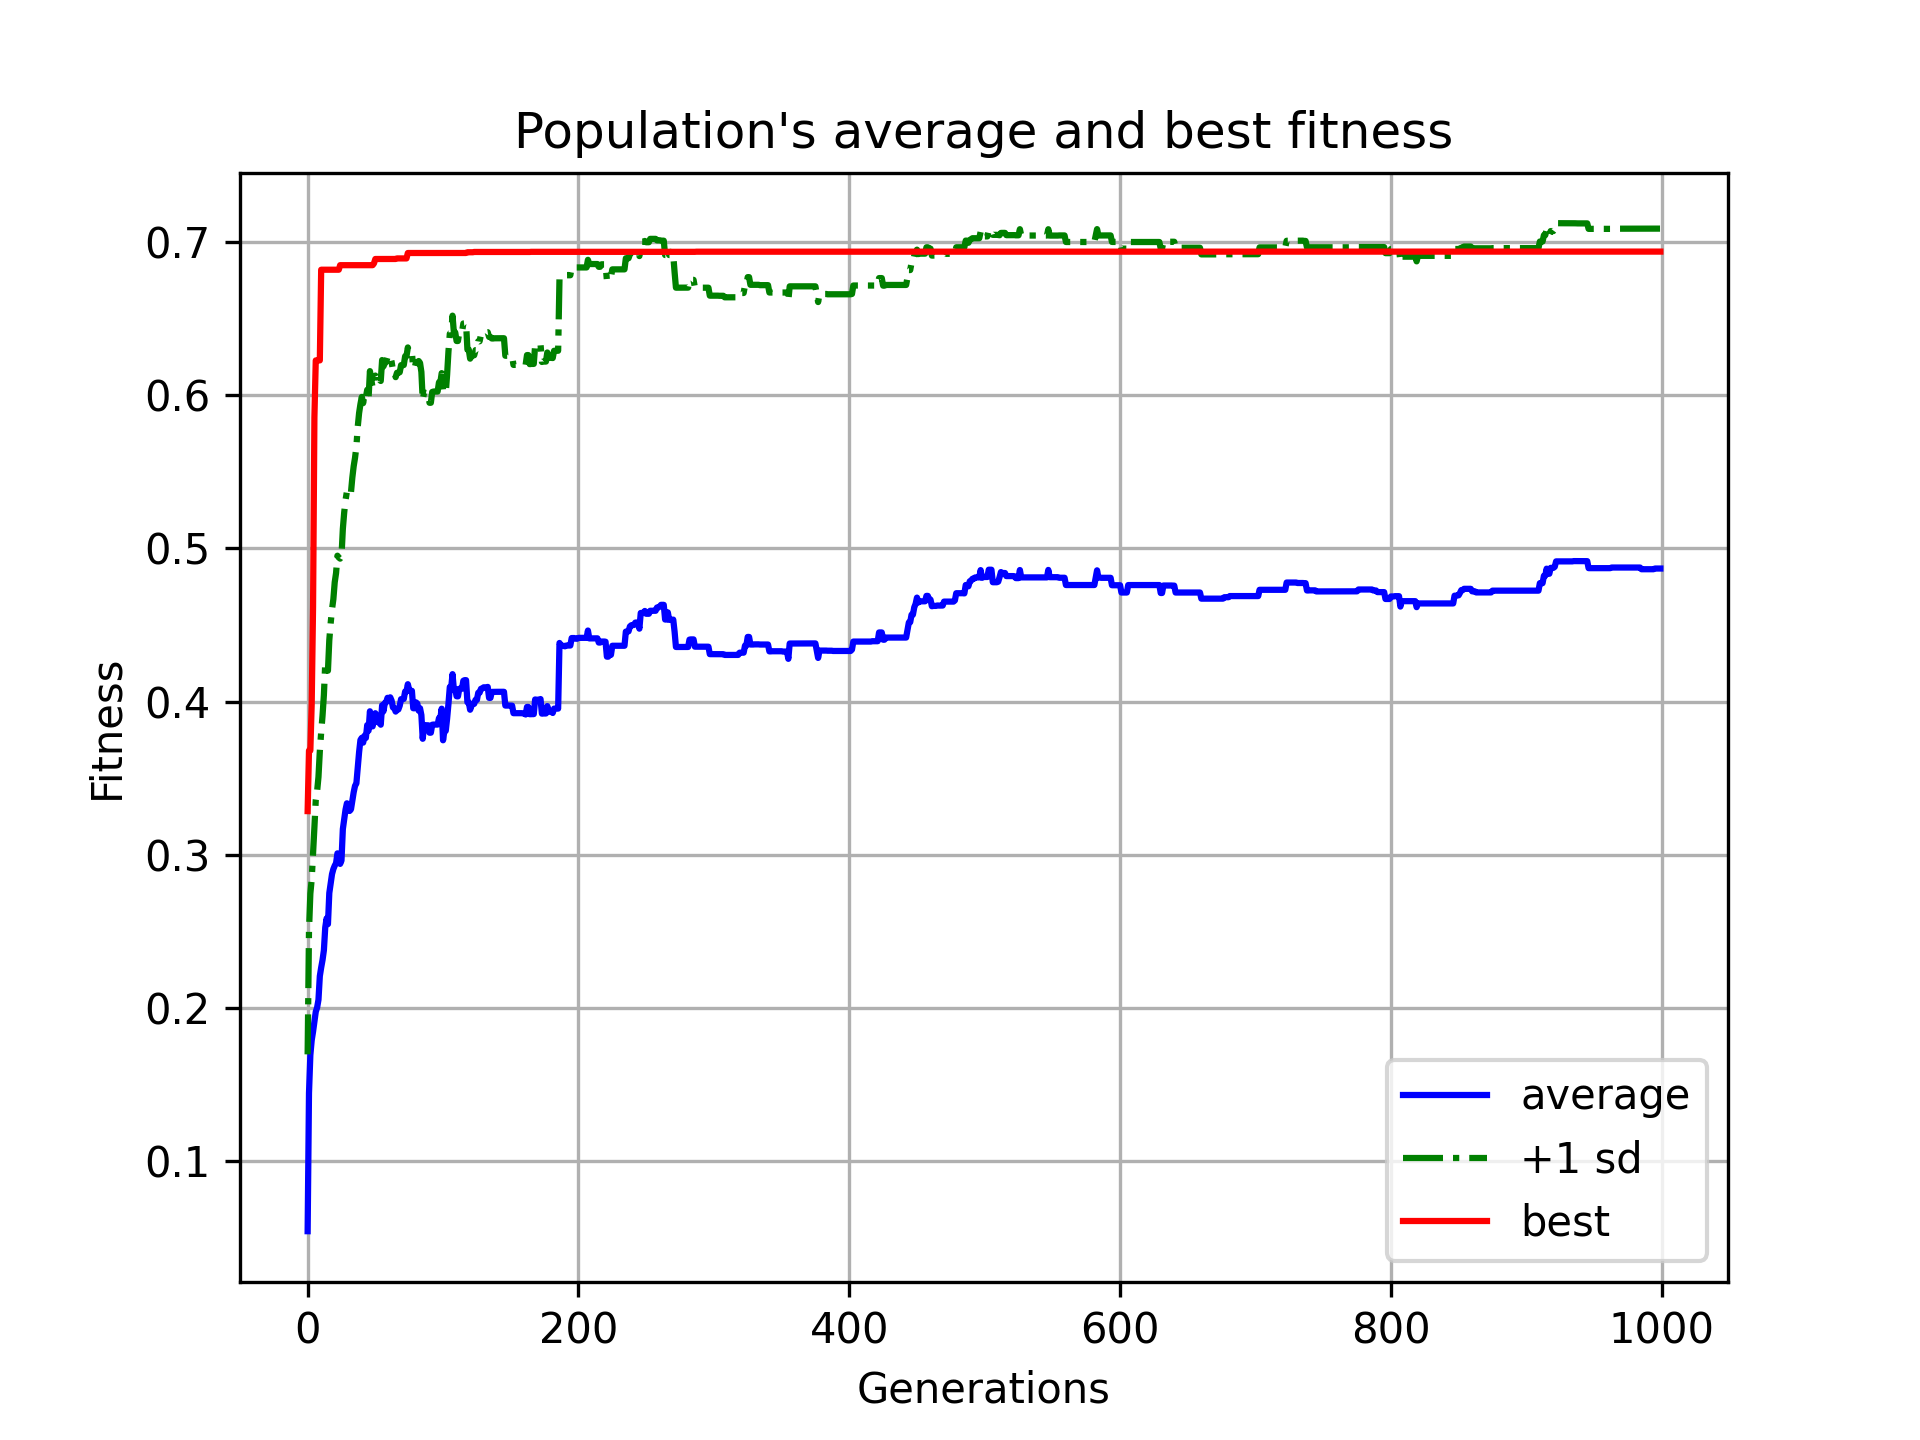 Population's average and best fitness
Fitness
0.7
0.6
0.5
0.4
0.3
0.2
0.1
average
+1 sd
best
0 200 400 600 800 1000
Generations